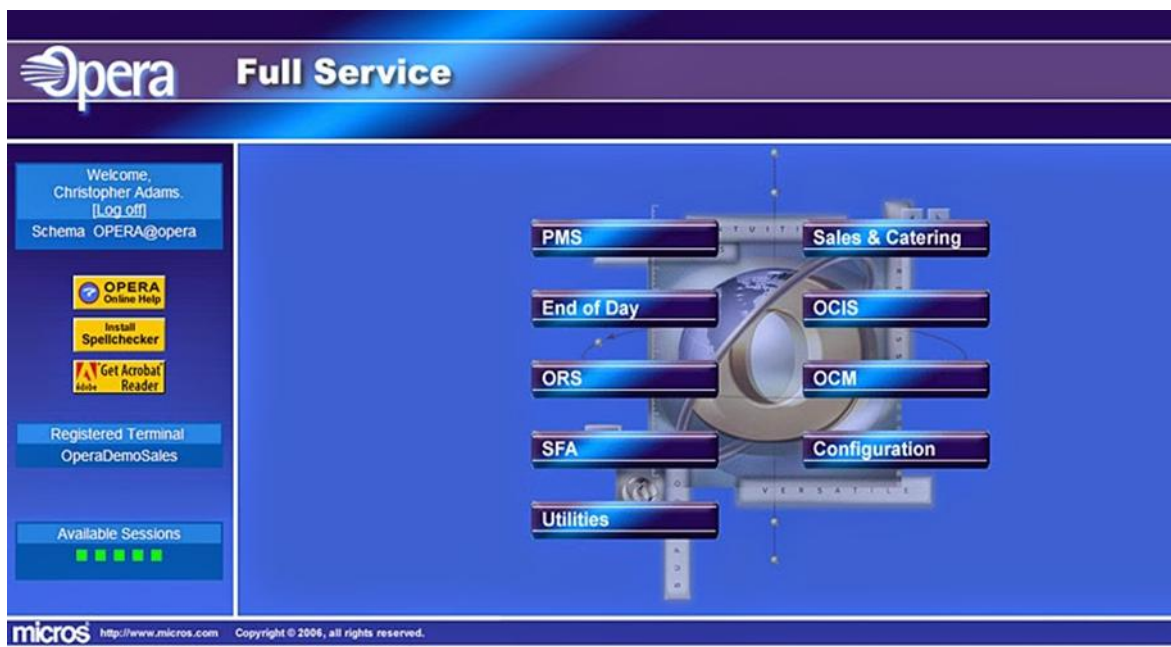 Opera
Full Service
Welcome,
Christopher Adams.
[Log off]
Schema OPERA@opera
OPERA
Online Help
Install
Spellchecker
Adobe
Get Acrobat
Reader
Registered Terminal
OperaDemoSales
Available Sessions
PMS
Sales & Catering
End of Day
OCIS
ORS
OCM
SFA
Configuration
VERSATILE
Utilities
micros http://www.micros.com Copyright © 2006, all rights reserved.